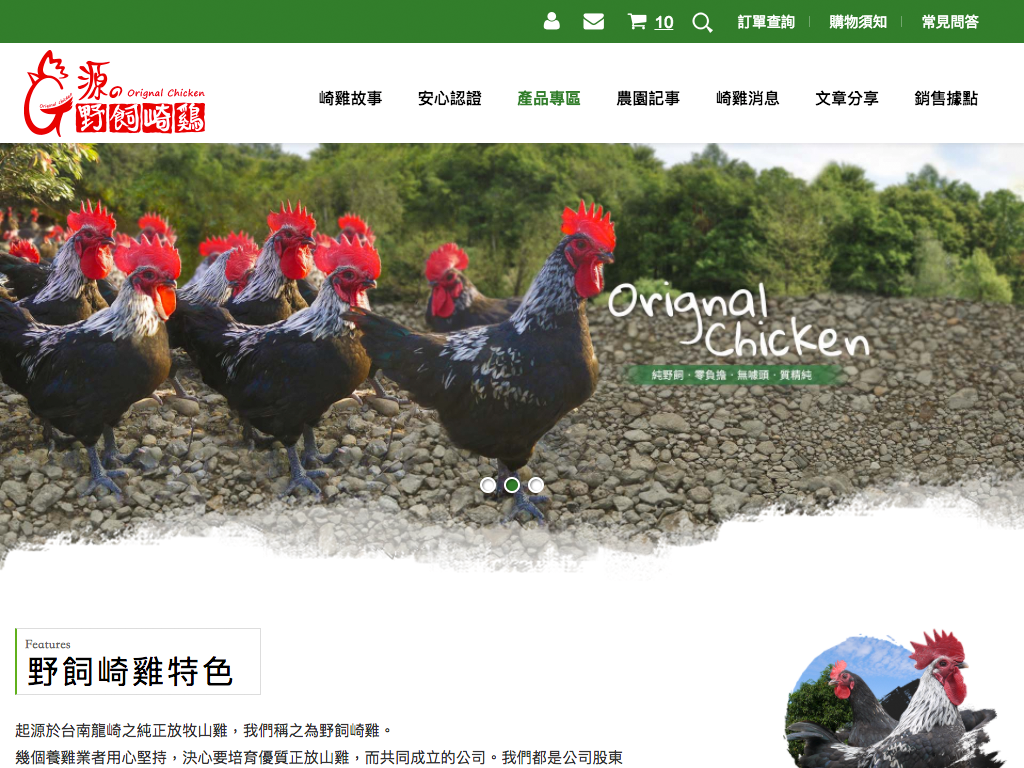 10
訂單查詢
購物須知
常見問答
源の Orignal Chicken
野飼崎鷄
Orignal chicken
崎雞故事
安心認證
產品專區
農園記事
崎雞消息
文章分享
銷售據點
Orignal
Chicken
純野飼・零負擔・無噱頭・質精純
Features
野飼崎雞特色
起源於台南龍崎之純正放牧山雞，我們稱之為野飼崎雞。
幾個養雞業者用心堅持，決心要培育優質正放山雞，而共同成立的公司。我們都是公司股東